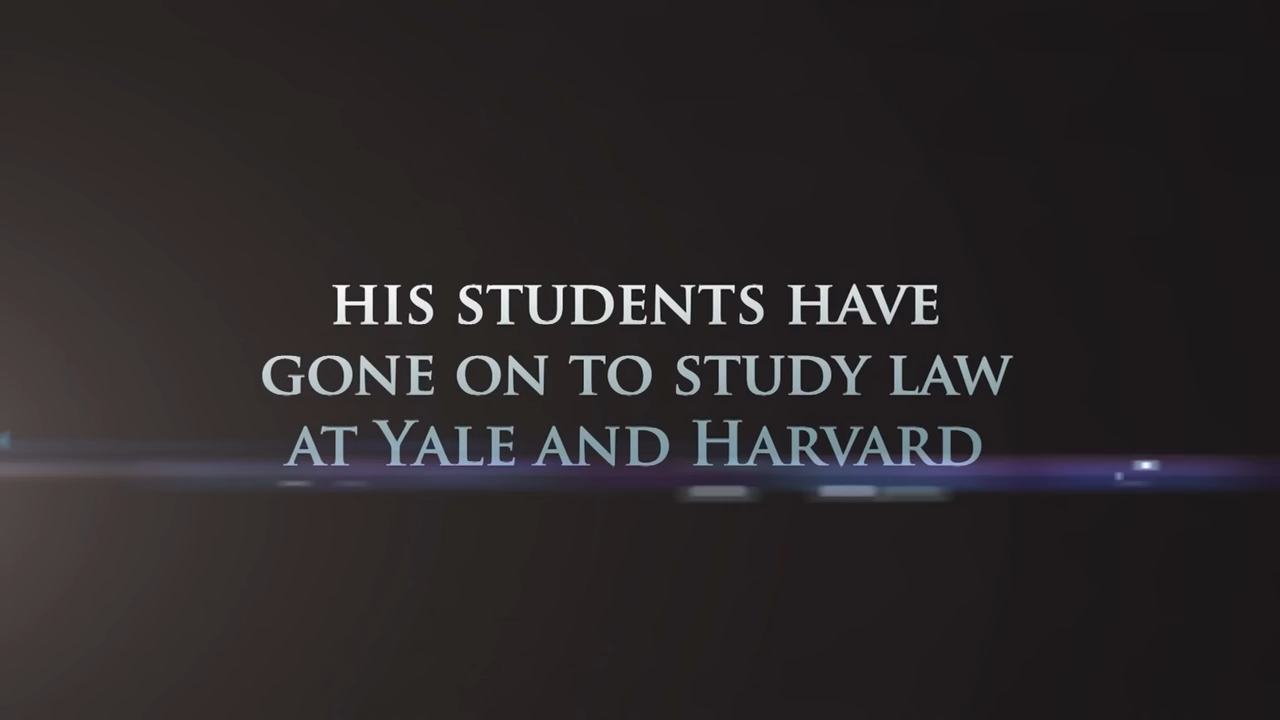 HIS STUDENTS HAVE
GONE ON TO STUDY LAW
AT YALE AND HARVARD